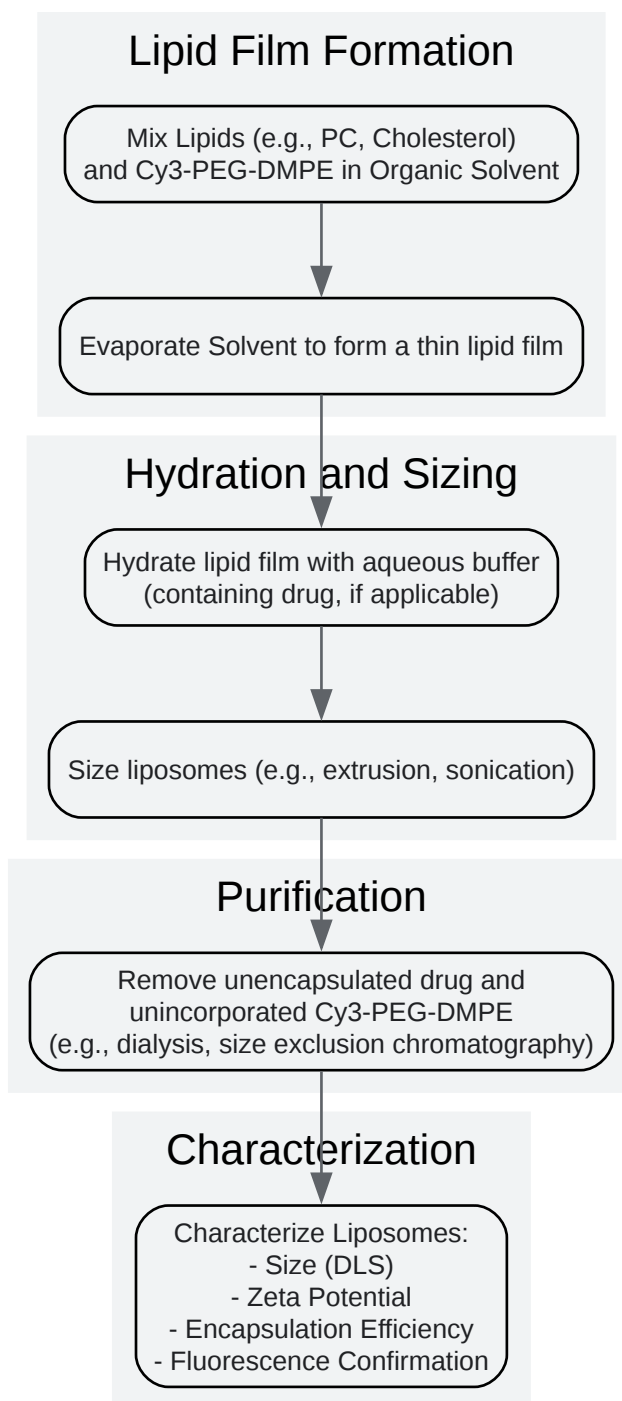 Lipid Film Formation
Mix Lipids (e.g., PC, Cholesterol)
and Cy3-PEG-DMPE in Organic Solvent
Evaporate Solvent to form a thin lipid film
Hydration and Sizing
Hydrate lipid film with aqueous buffer
(containing drug, if applicable)
Size liposomes (e.g., extrusion, sonication)
Purification
Remove unencapsulated drug and
unincorporated Cy3-PEG-DMPE
(e.g., dialysis, size exclusion chromatography)
Characterization
Characterize Liposomes:
- Size (DLS)
- Zeta Potential
- Encapsulation Efficiency
- Fluorescence Confirmation